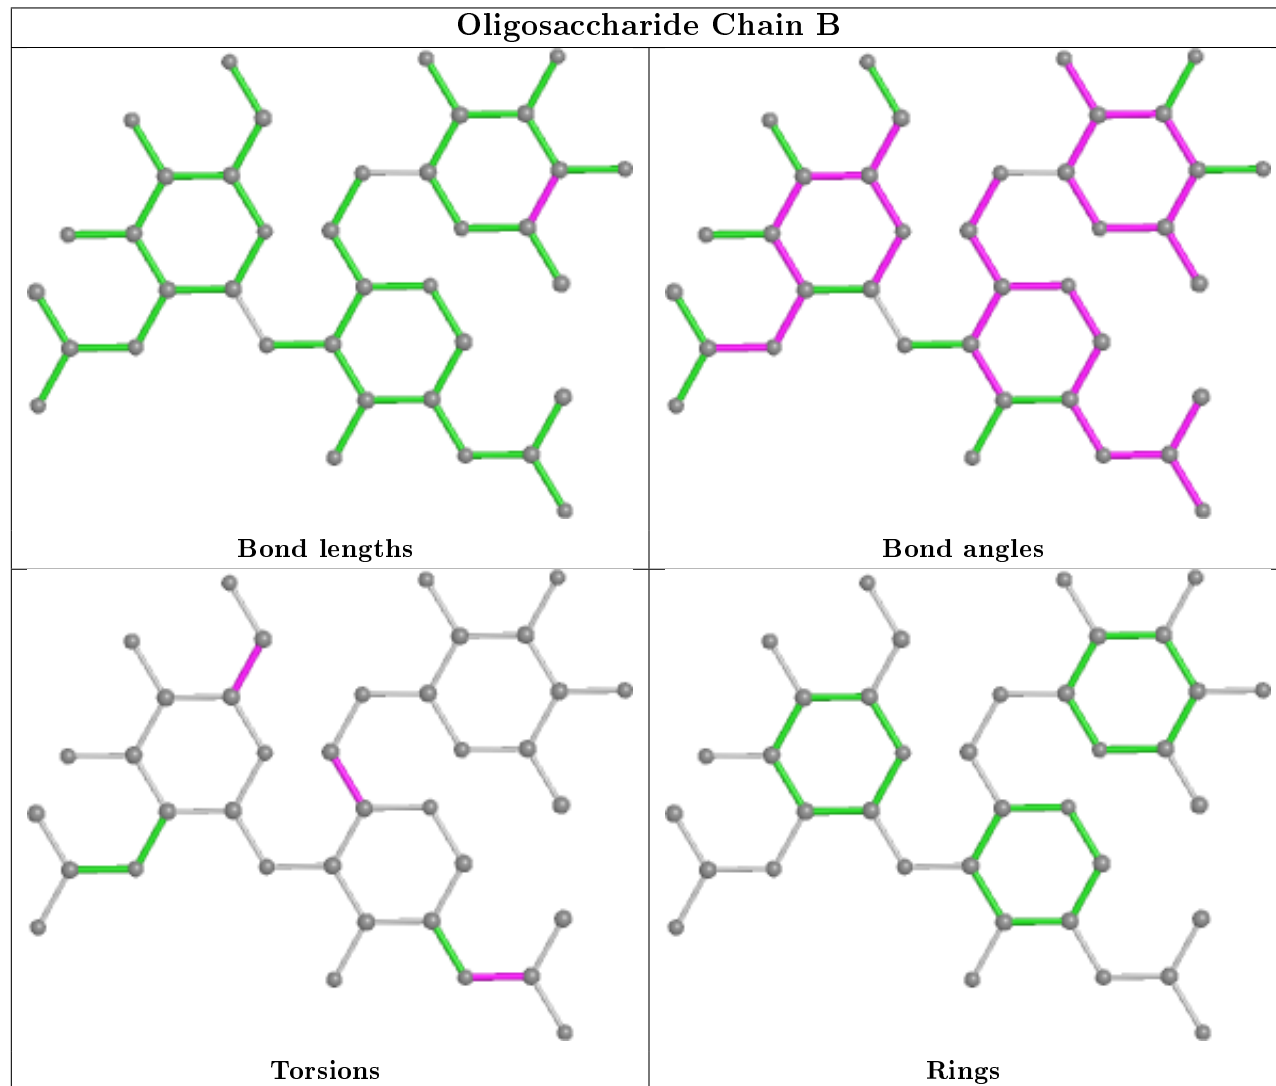 Oligosaccharide Chain B
Bond lengths
Bond angles
Torsions
Rings